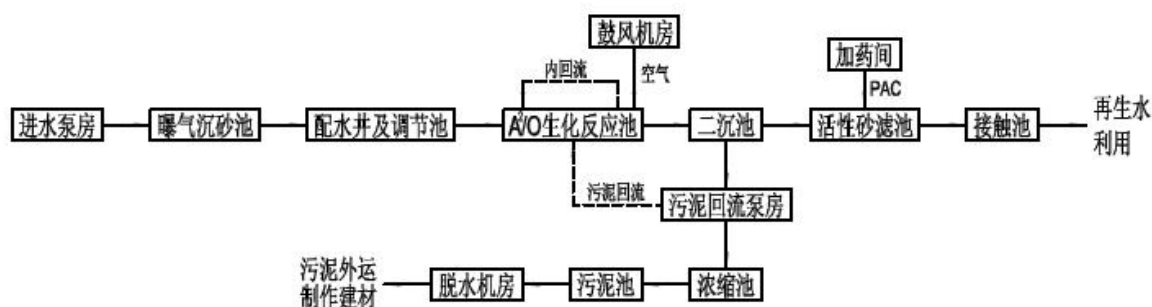 鼓风机房
加药间
内回流
空气
PAC
进水泵房
曝气沉砂池
配水井及调节池
A/O生化反应池
二沉池
活性砂滤池
接触池
再生水
利用
污泥回流
污泥回流泵房
污泥外运
制作建材
脱水机房
污泥池
浓缩池